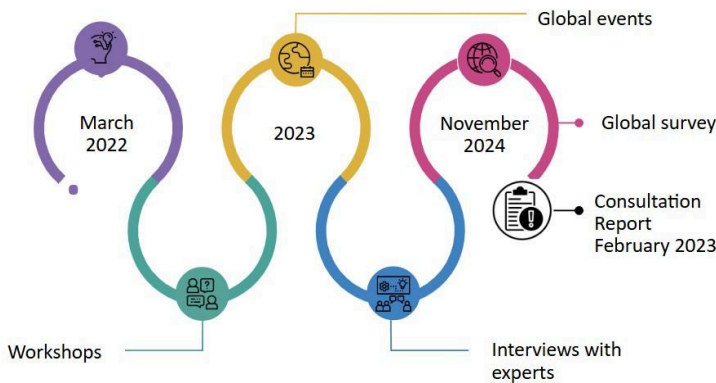 Global events
March
2022
2023
November
2024
Global survey
Consultation
Report
February 2023
Workshops
Interviews with
experts